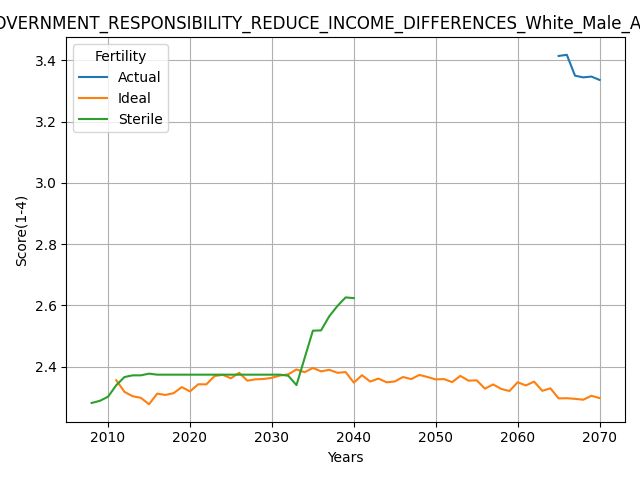 OVERNMENT_RESPONSIBILITY_REDUCE_INCOME_DIFFERENCES_White_Male_A
Fertility
Actual
Ideal
Sterile
Score(1-4)
3.4
3.2
3.0
2.8
2.6
2.4
2010 2020 2030 2040 2050 2060 2070
Years